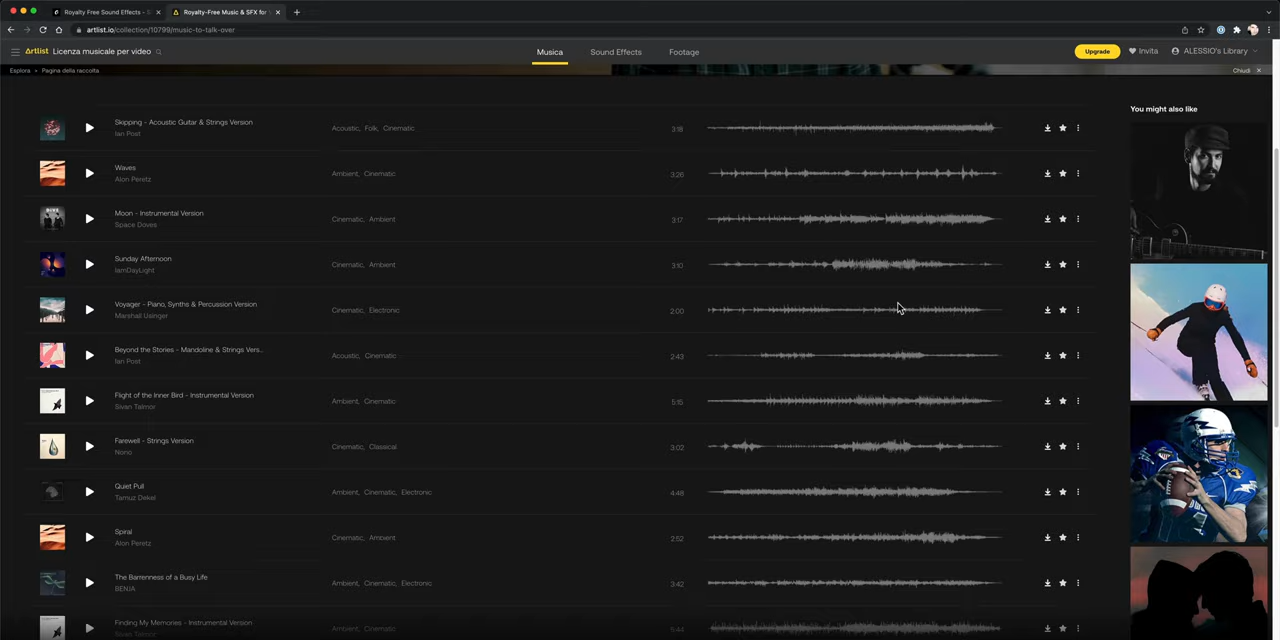 Royalty Free Sound Effects - S
Royalty-Free Music & SFX for
artlist.io/collection/10799/music-to-talk-over
Artlist Licenza musicale per video
Musica
Sound Effects
Footage
Upgrade
Invita
ALESSIO's Library
Esplora
Pagina della raccolta
Chiudi
You might also like
Skipping - Acoustic Guitar & Strings Version
Ian Post
Acoustic, Folk, Cinematic
3:18
Waves
Alon Peretz
Ambient, Cinematic
3:26
Moon - Instrumental Version
Space Doves
Cinematic, Ambient
3:17
Sunday Afternoon
IamDayLight
Cinematic, Ambient
3:10
Voyager - Piano, Synths & Percussion Version
Marshall Usinger
Cinematic, Electronic
2:00
Beyond the Stories - Mandoline & Strings Vers...
Ian Post
Acoustic, Cinematic
2:43
Flight of the Inner Bird - Instrumental Version
Sivan Talmor
Ambient, Cinematic
5:15
Farewell - Strings Version
Nono
Cinematic, Classical
3:02
Quiet Pull
Tamuz Dekel
Ambient, Cinematic, Electronic
4:48
Spiral
Alon Peretz
Cinematic, Ambient
2:52
The Barrenness of a Busy Life
BENJA
Ambient, Cinematic, Electronic
3:42
Finding My Memories - Instrumental Version
Sivan Talmor
Ambient, Cinematic
5:44